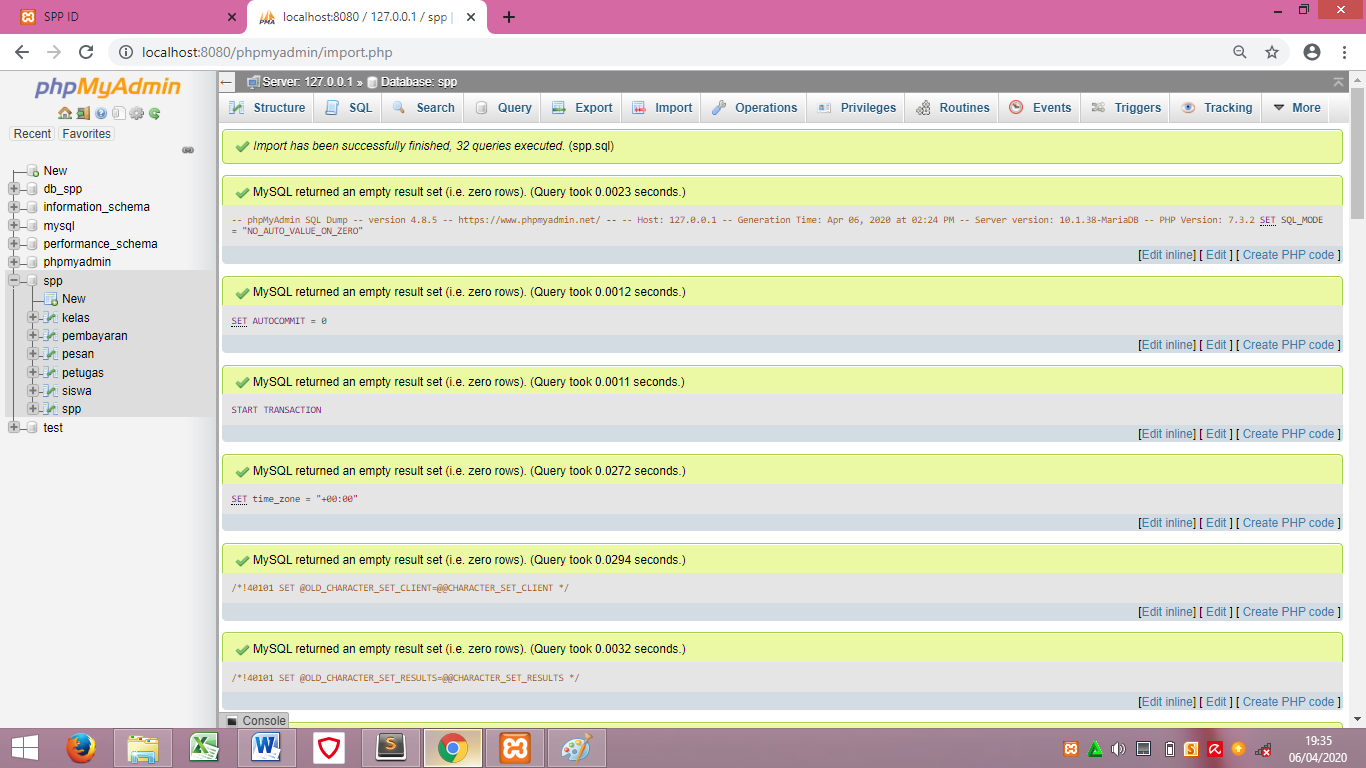 SPP ID
localhost:8080 / 127.0.0.1 / spp |
localhost:8080/phpmyadmin/import.php
phpMyAdmin
Recent Favorites
New
db_spp
information_schema
mysql
performance_schema
phpmyadmin
spp
New
kelas
pembayaran
pesan
petugas
siswa
spp
test
Server: 127.0.0.1 » Database: spp
Structure SQL Search Query Export Import Operations Privileges Routines Events Triggers Tracking More
Import has been successfully finished, 32 queries executed. (spp.sql)
MySQL returned an empty result set (i.e. zero rows). (Query took 0.0023 seconds.)
-- phpMyAdmin SQL Dump -- version 4.8.5 -- https://www.phpmyadmin.net/ -- -- Host: 127.0.0.1 -- Generation Time: Apr 06, 2020 at 02:24 PM -- Server version: 10.1.38-MariaDB -- PHP Version: 7.3.2 SET SQL_MODE
= "NO_AUTO_VALUE_ON_ZERO"
[Edit inline] [ Edit ] [ Create PHP code ]
MySQL returned an empty result set (i.e. zero rows). (Query took 0.0012 seconds.)
SET AUTOCOMMIT = 0
[Edit inline] [ Edit ] [ Create PHP code ]
MySQL returned an empty result set (i.e. zero rows). (Query took 0.0011 seconds.)
START TRANSACTION
[Edit inline] [ Edit ] [ Create PHP code ]
MySQL returned an empty result set (i.e. zero rows). (Query took 0.0272 seconds.)
SET time_zone = "+00:00"
[Edit inline] [ Edit ] [ Create PHP code ]
MySQL returned an empty result set (i.e. zero rows). (Query took 0.0294 seconds.)
/*!40101 SET @OLD_CHARACTER_SET_CLIENT=@@CHARACTER_SET_CLIENT */
[Edit inline] [ Edit ] [ Create PHP code ]
MySQL returned an empty result set (i.e. zero rows). (Query took 0.0032 seconds.)
/*!40101 SET @OLD_CHARACTER_SET_RESULTS=@@CHARACTER_SET_RESULTS */
[Edit inline] [ Edit ] [ Create PHP code ]
Console
19:35
06/04/2020